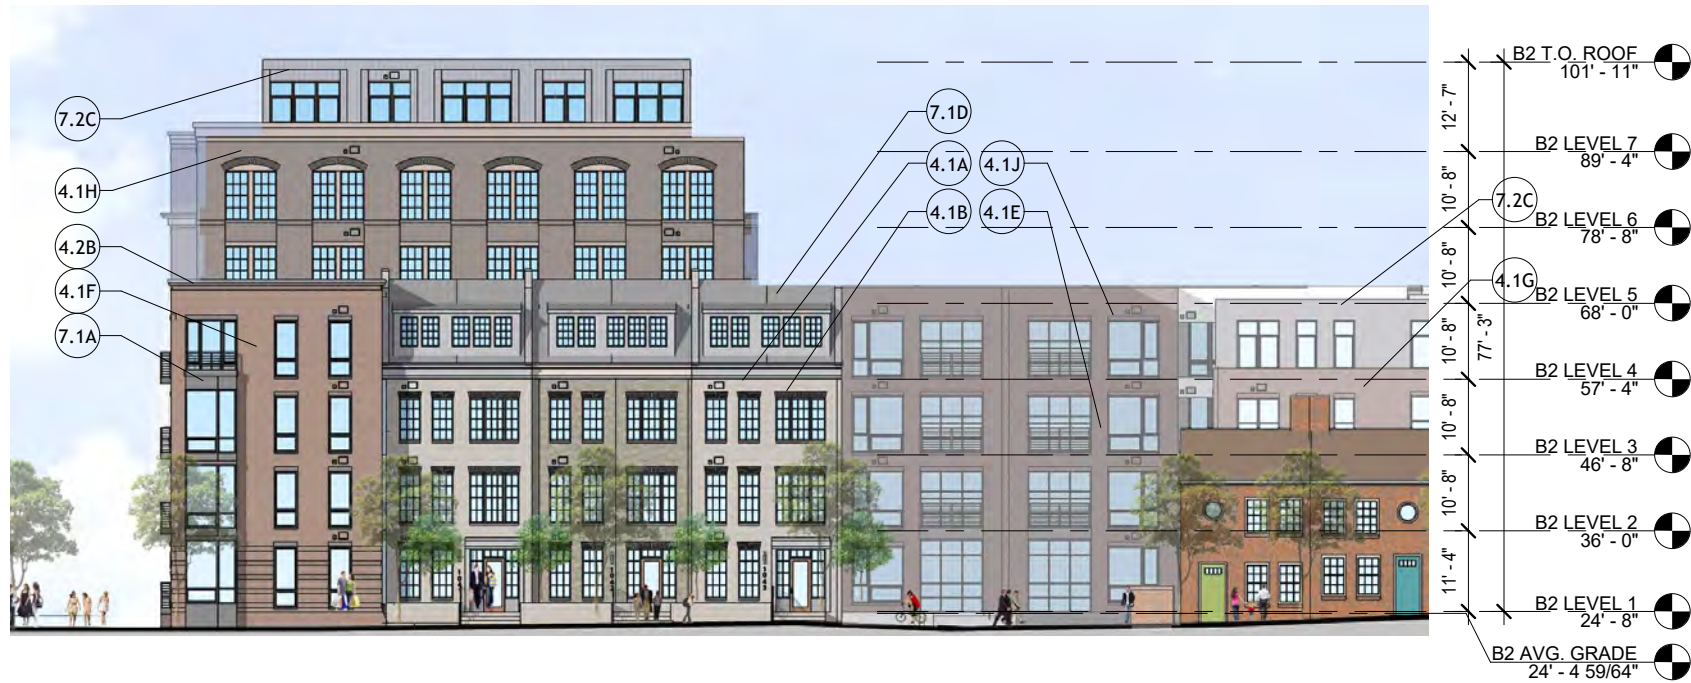 7.2C
4.1H
4.2B
4.1F
7.1A
7.1D
4.1A
4.1J
4.1B
4.1E
7.2C
4.1G
B2 T.O. ROOF
101' - 11"
12' - 7"
B2 LEVEL 7
89' - 4"
10' - 8"
B2 LEVEL 6
78' - 8"
10' - 8"
B2 LEVEL 5
68' - 0"
10' - 8"
77' - 3"
B2 LEVEL 4
57' - 4"
10' - 8"
B2 LEVEL 3
46' - 8"
10' - 8"
B2 LEVEL 2
36' - 0"
11' - 4"
B2 LEVEL 1
24' - 8"
B2 AVG. GRADE
24' - 4 59/64"